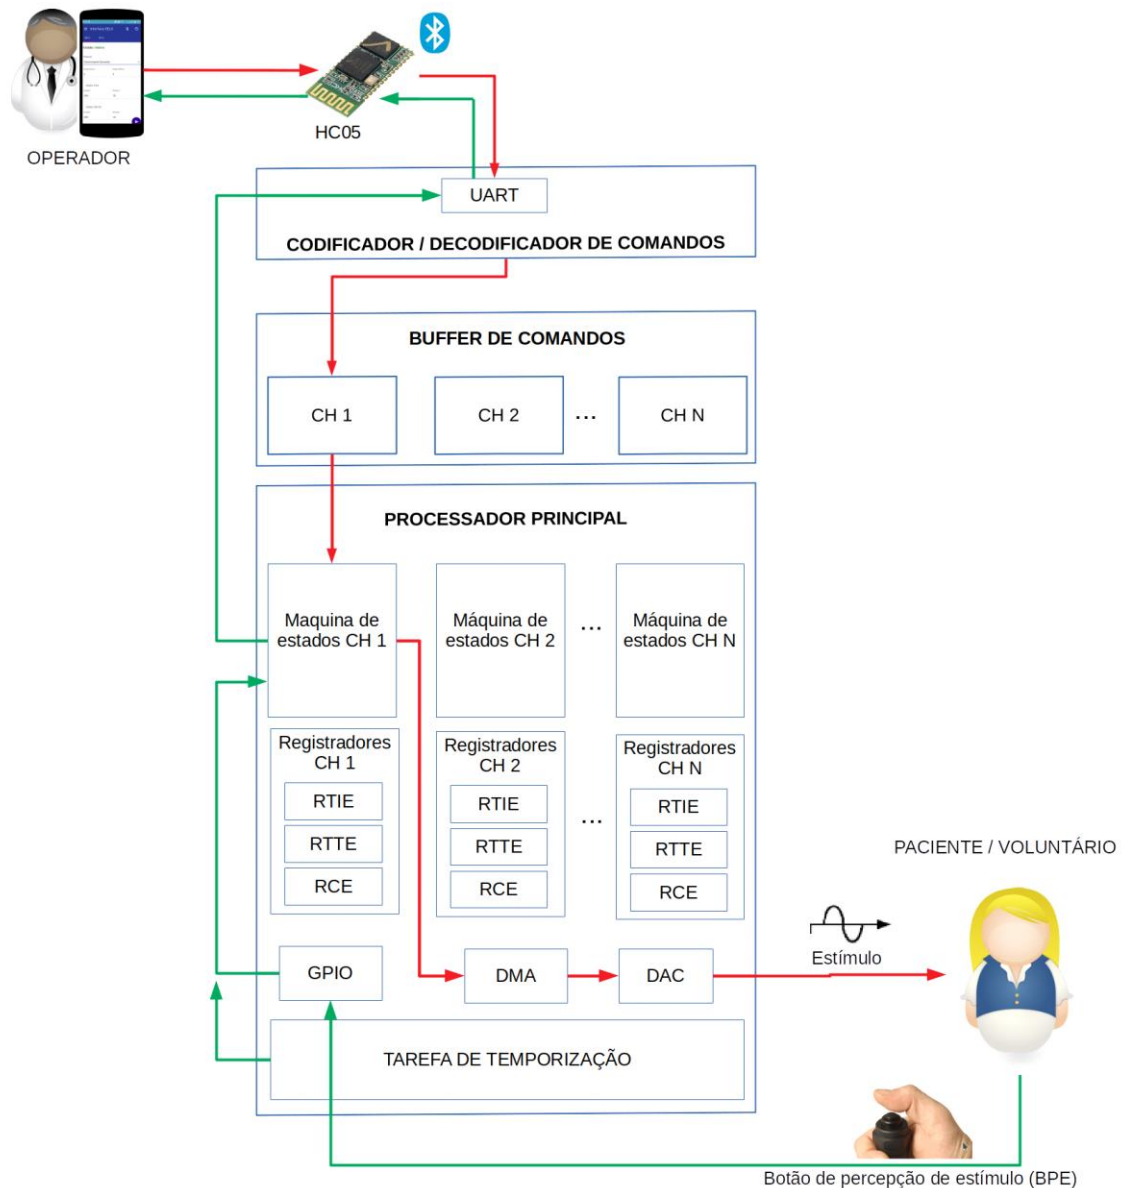 OPERADOR
HC05
UART
CODIFICADOR / DECODIFICADOR DE COMANDOS
BUFFER DE COMANDOS
CH 1
CH 2
...
CH N
PROCESSADOR PRINCIPAL
Maquina de
estados CH 1
Máquina de
estados CH 2
...
Máquina de
estados CH N
Registradores
CH 1
RTIE
RTTE
RCE
Registradores
CH 2
RTIE
RTTE
RCE
...
Registradores
CH N
RTIE
RTTE
RCE
GPIO
DMA
DAC
TAREFA DE TEMPORIZAÇÃO
Estímulo
PACIENTE / VOLUNTÁRIO
Botão de percepção de estímulo (BPE)